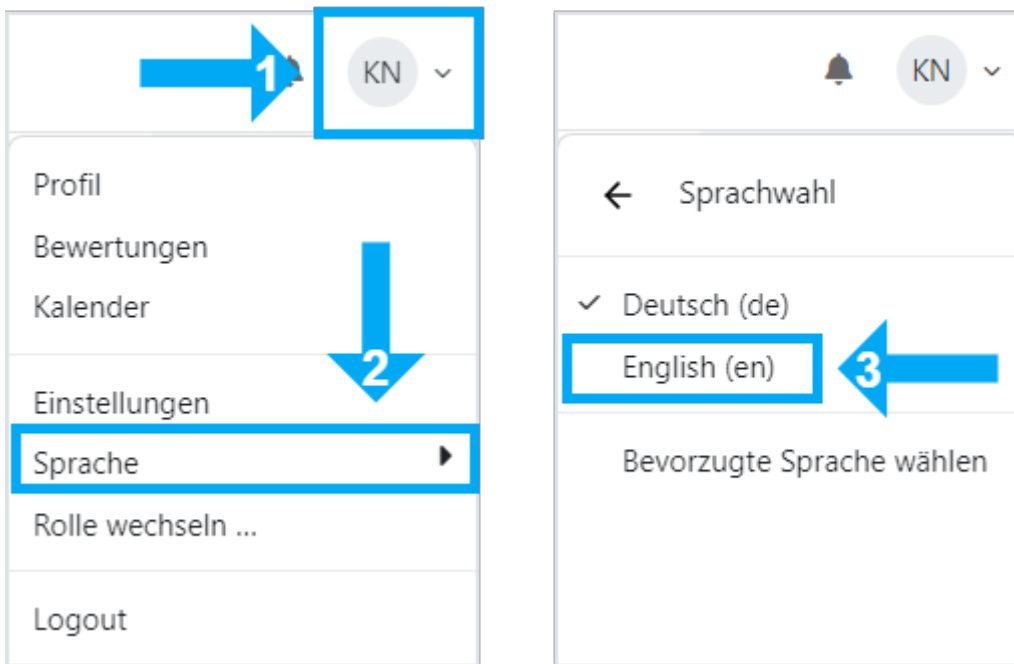 1
KN
Profil
Bewertungen
Kalender
2
Einstellungen
Sprache
Rolle wechseln ...
Logout
KN
Sprachwahl
Deutsch (de)
English (en)
3
Bevorzugte Sprache wählen